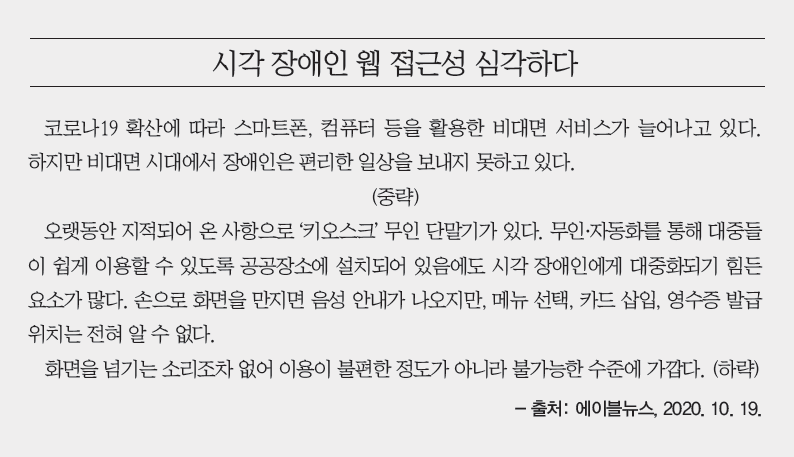 시각 장애인 웹 접근성 심각하다
코로나19 확산에 따라 스마트폰, 컴퓨터 등을 활용한 비대면 서비스가 늘어나고 있다.
하지만 비대면 시대에서 장애인은 편리한 일상을 보내지 못하고 있다.
(중략)
오랫동안 지적되어 온 사항으로 ‘키오스크’ 무인 단말기가 있다. 무인·자동화를 통해 대중들
이 쉽게 이용할 수 있도록 공공장소에 설치되어 있음에도 시각 장애인에게 대중화되기 힘든
요소가 많다. 손으로 화면을 만지면 음성 안내가 나오지만, 메뉴 선택, 카드 삽입, 영수증 발급
위치는 전혀 알 수 없다.
화면을 넘기는 소리조차 없어 이용이 불편한 정도가 아니라 불가능한 수준에 가깝다. (하략)
– 출처: 에이블뉴스, 2020. 10. 19.